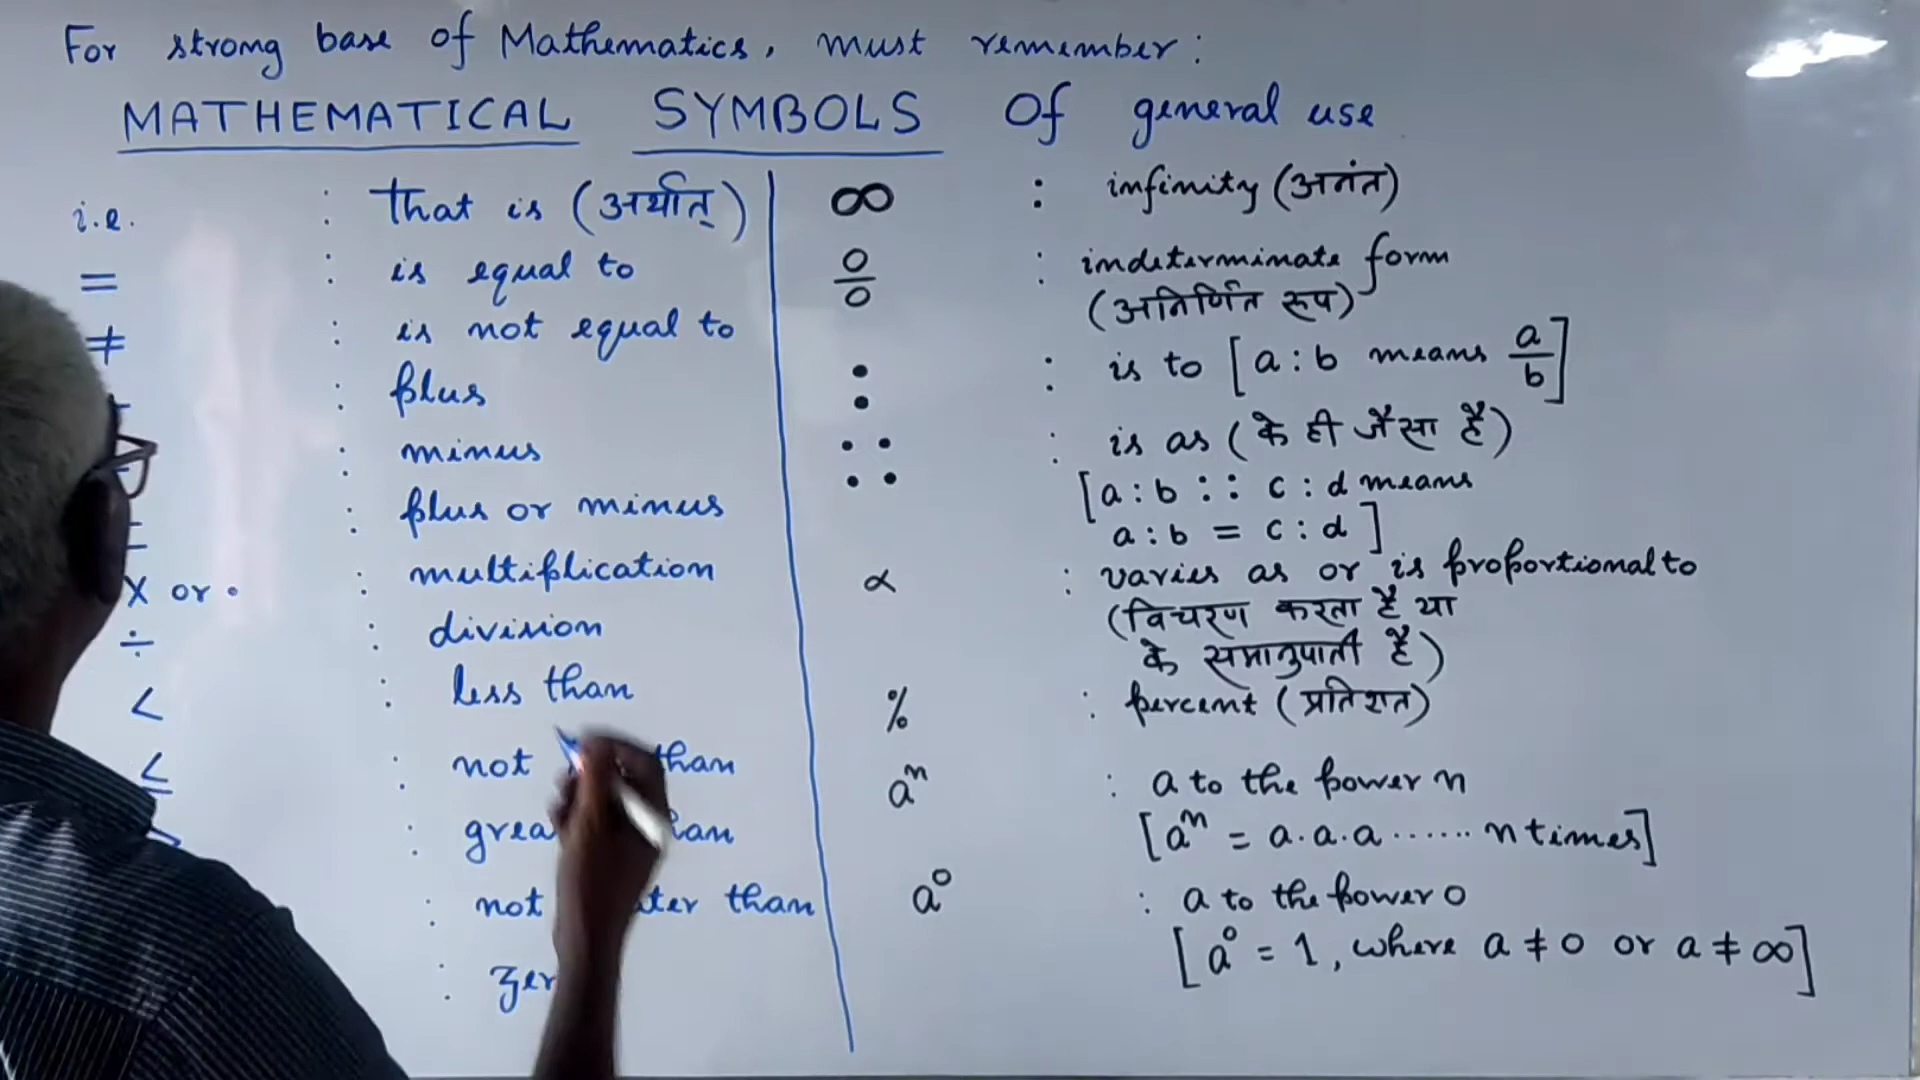 For strong base of Mathematics, must remember:
MATHEMATICAL SYMBOLS Of general use
i.e. : that is (अर्थात्)
= : is equal to
≠ : is not equal to
: plus
: minus
: plus or minus
x or • : multiplication
÷ : division
< : less than
≤ : not than
: than
: not than
:
∞ : infinity (अनंत)
0/0 : indeterminate form
(अनिर्णित रूप)
: : is to [a:b means a/b]
:: : is as (के ही जैसा है)
[a:b :: c:d means
a:b = c:d]
∝ : varies as or is proportional to
(विचरण करता है या
के समानुपाती है)
% : percent (प्रतिशत)
aⁿ : a to the power n
[aⁿ = a.a.a ...... n times]
a⁰ : a to the power 0
[a⁰ = 1, where a ≠ 0 or a ≠ ∞]